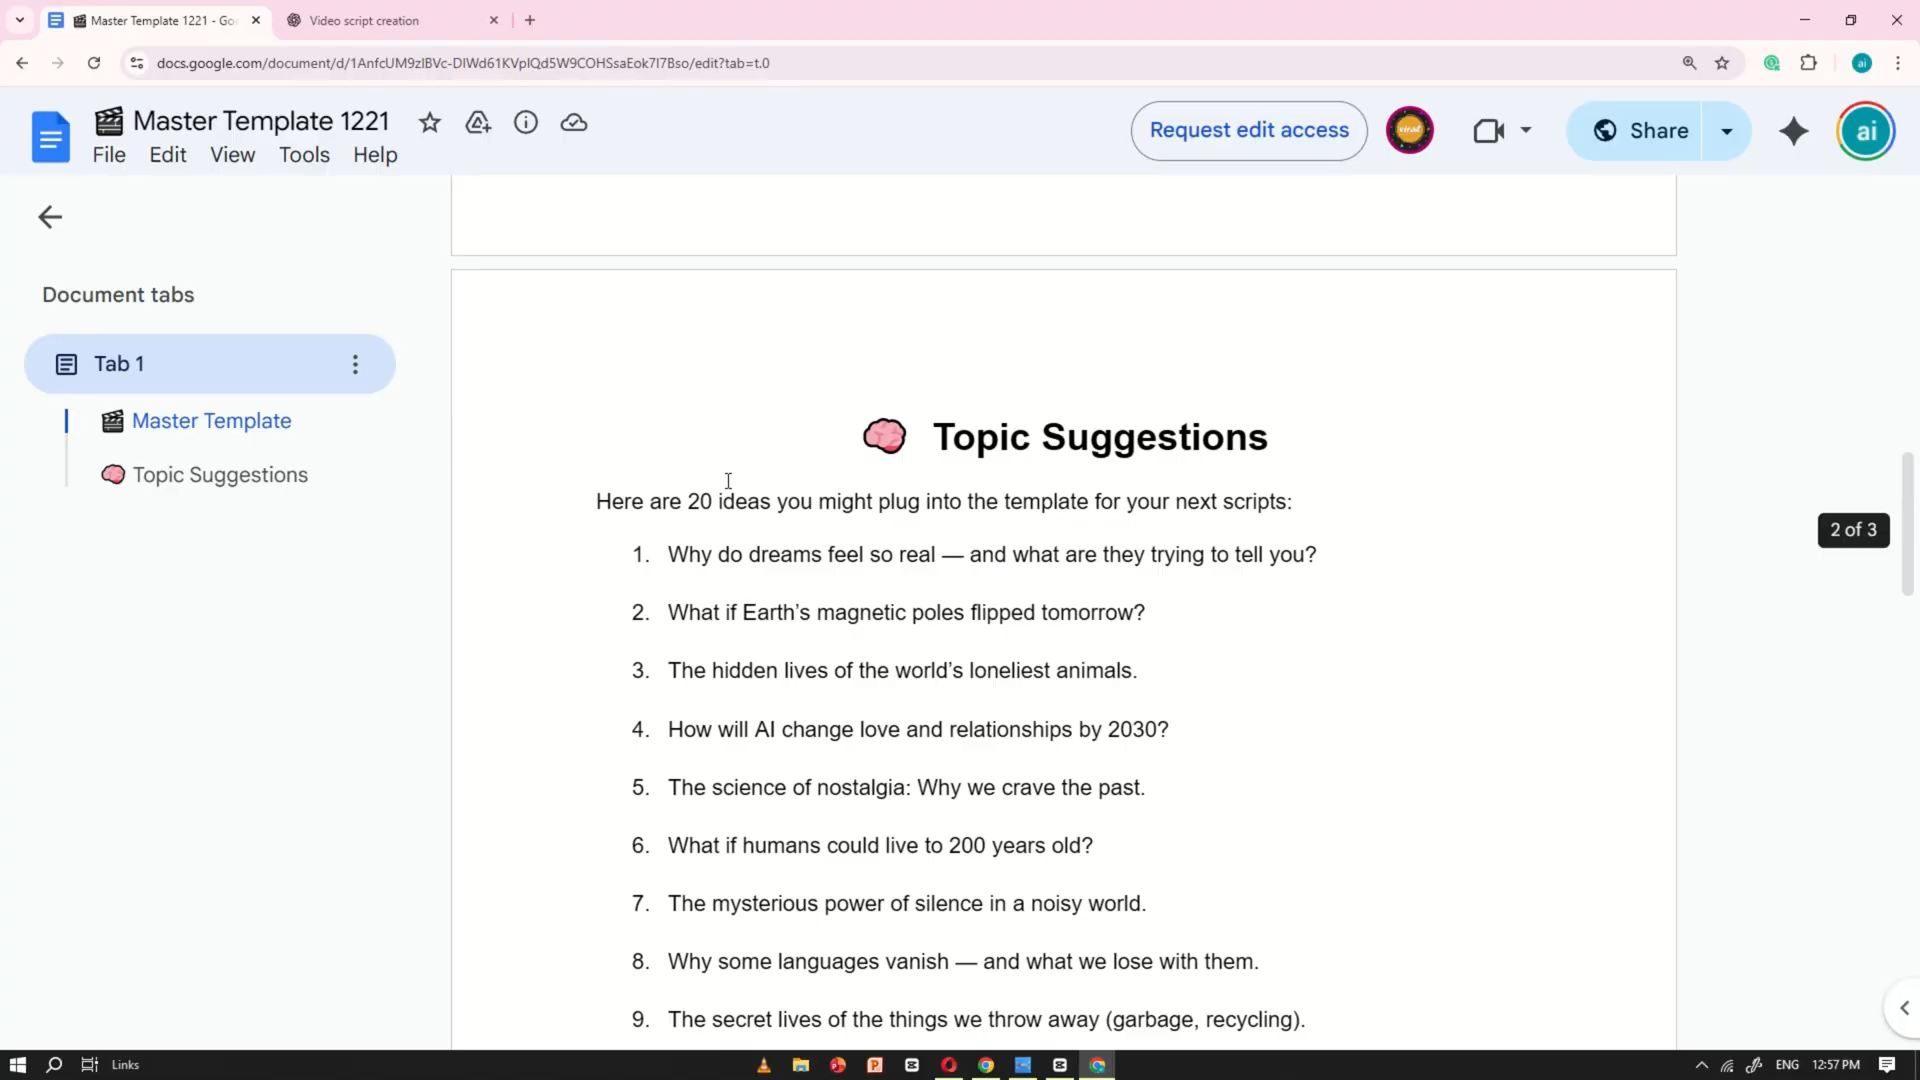 Master Template 1221 - Go
Video script creation
docs.google.com/document/d/1AnfcUM9zlBVc-DlWd61KVplQd5W9COHSsaEok7I7Bso/edit?tab=t.0
ai
Master Template 1221
Request edit access
viral
Share
ai
File Edit View Tools Help
Document tabs
Tab 1
Master Template
Topic Suggestions
Topic Suggestions
Here are 20 ideas you might plug into the template for your next scripts:
1. Why do dreams feel so real — and what are they trying to tell you?
2. What if Earth’s magnetic poles flipped tomorrow?
3. The hidden lives of the world’s loneliest animals.
4. How will AI change love and relationships by 2030?
5. The science of nostalgia: Why we crave the past.
6. What if humans could live to 200 years old?
7. The mysterious power of silence in a noisy world.
8. Why some languages vanish — and what we lose with them.
9. The secret lives of the things we throw away (garbage, recycling).
2 of 3
Links
ENG
12:57 PM